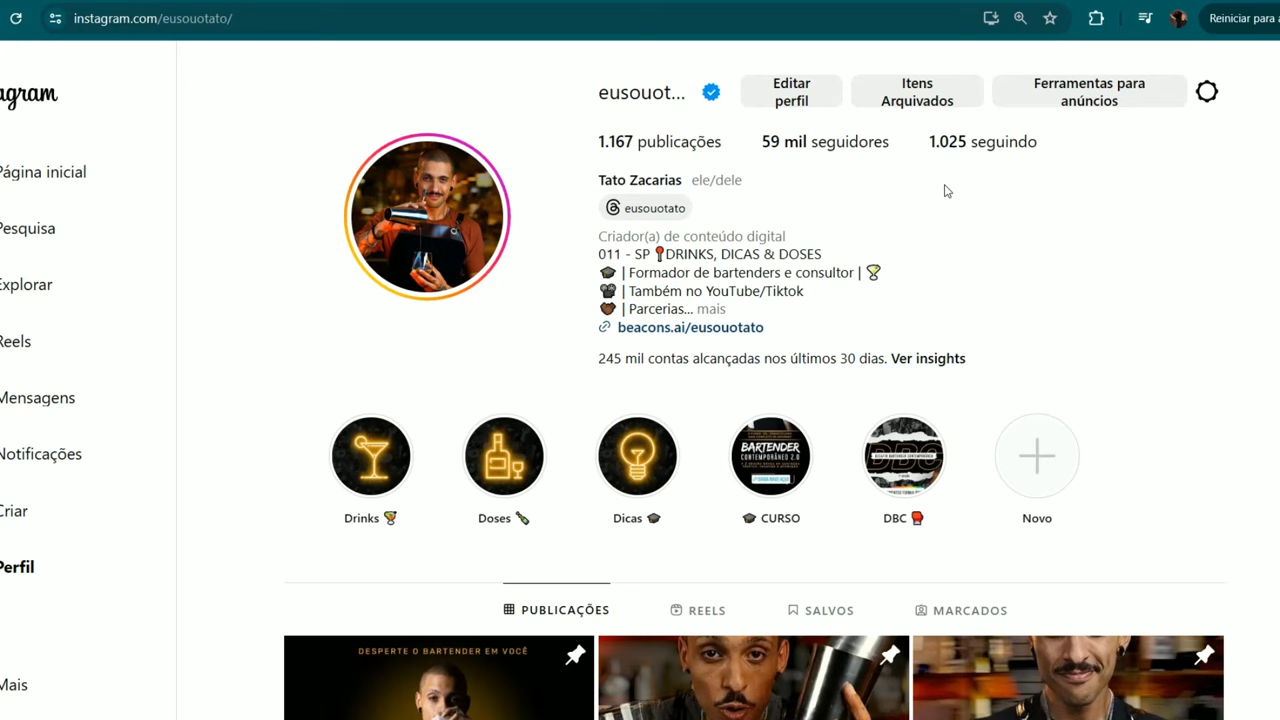 instagram.com/eusouotato/
Reiniciar para a
agram
eusouot...
Editar perfil
Itens Arquivados
Ferramentas para anúncios
1.167 publicações
59 mil seguidores
1.025 seguindo
Página inicial
Tato Zacarias ele/dele
eusouotato
Pesquisa
Criador(a) de conteúdo digital
011 - SP 📍DRINKS, DICAS & DOSES
🎓 | Formador de bartenders e consultor | 🏆
Explorar
🎥 | Também no YouTube/Tiktok
🤝🏾 | Parcerias... mais
beacons.ai/eusouotato
Reels
245 mil contas alcançadas nos últimos 30 dias. Ver insights
Mensagens
Notificações
BARTENDER
CONTEMPORÂNEO 2.0
DBC
Criar
Drinks 🍹
Doses 🍾
Dicas 🎓
🎓 CURSO
DBC 🥊
Novo
Perfil
PUBLICAÇÕES
REELS
SALVOS
MARCADOS
DESPERTE O BARTENDER EM VOCÊ
Mais